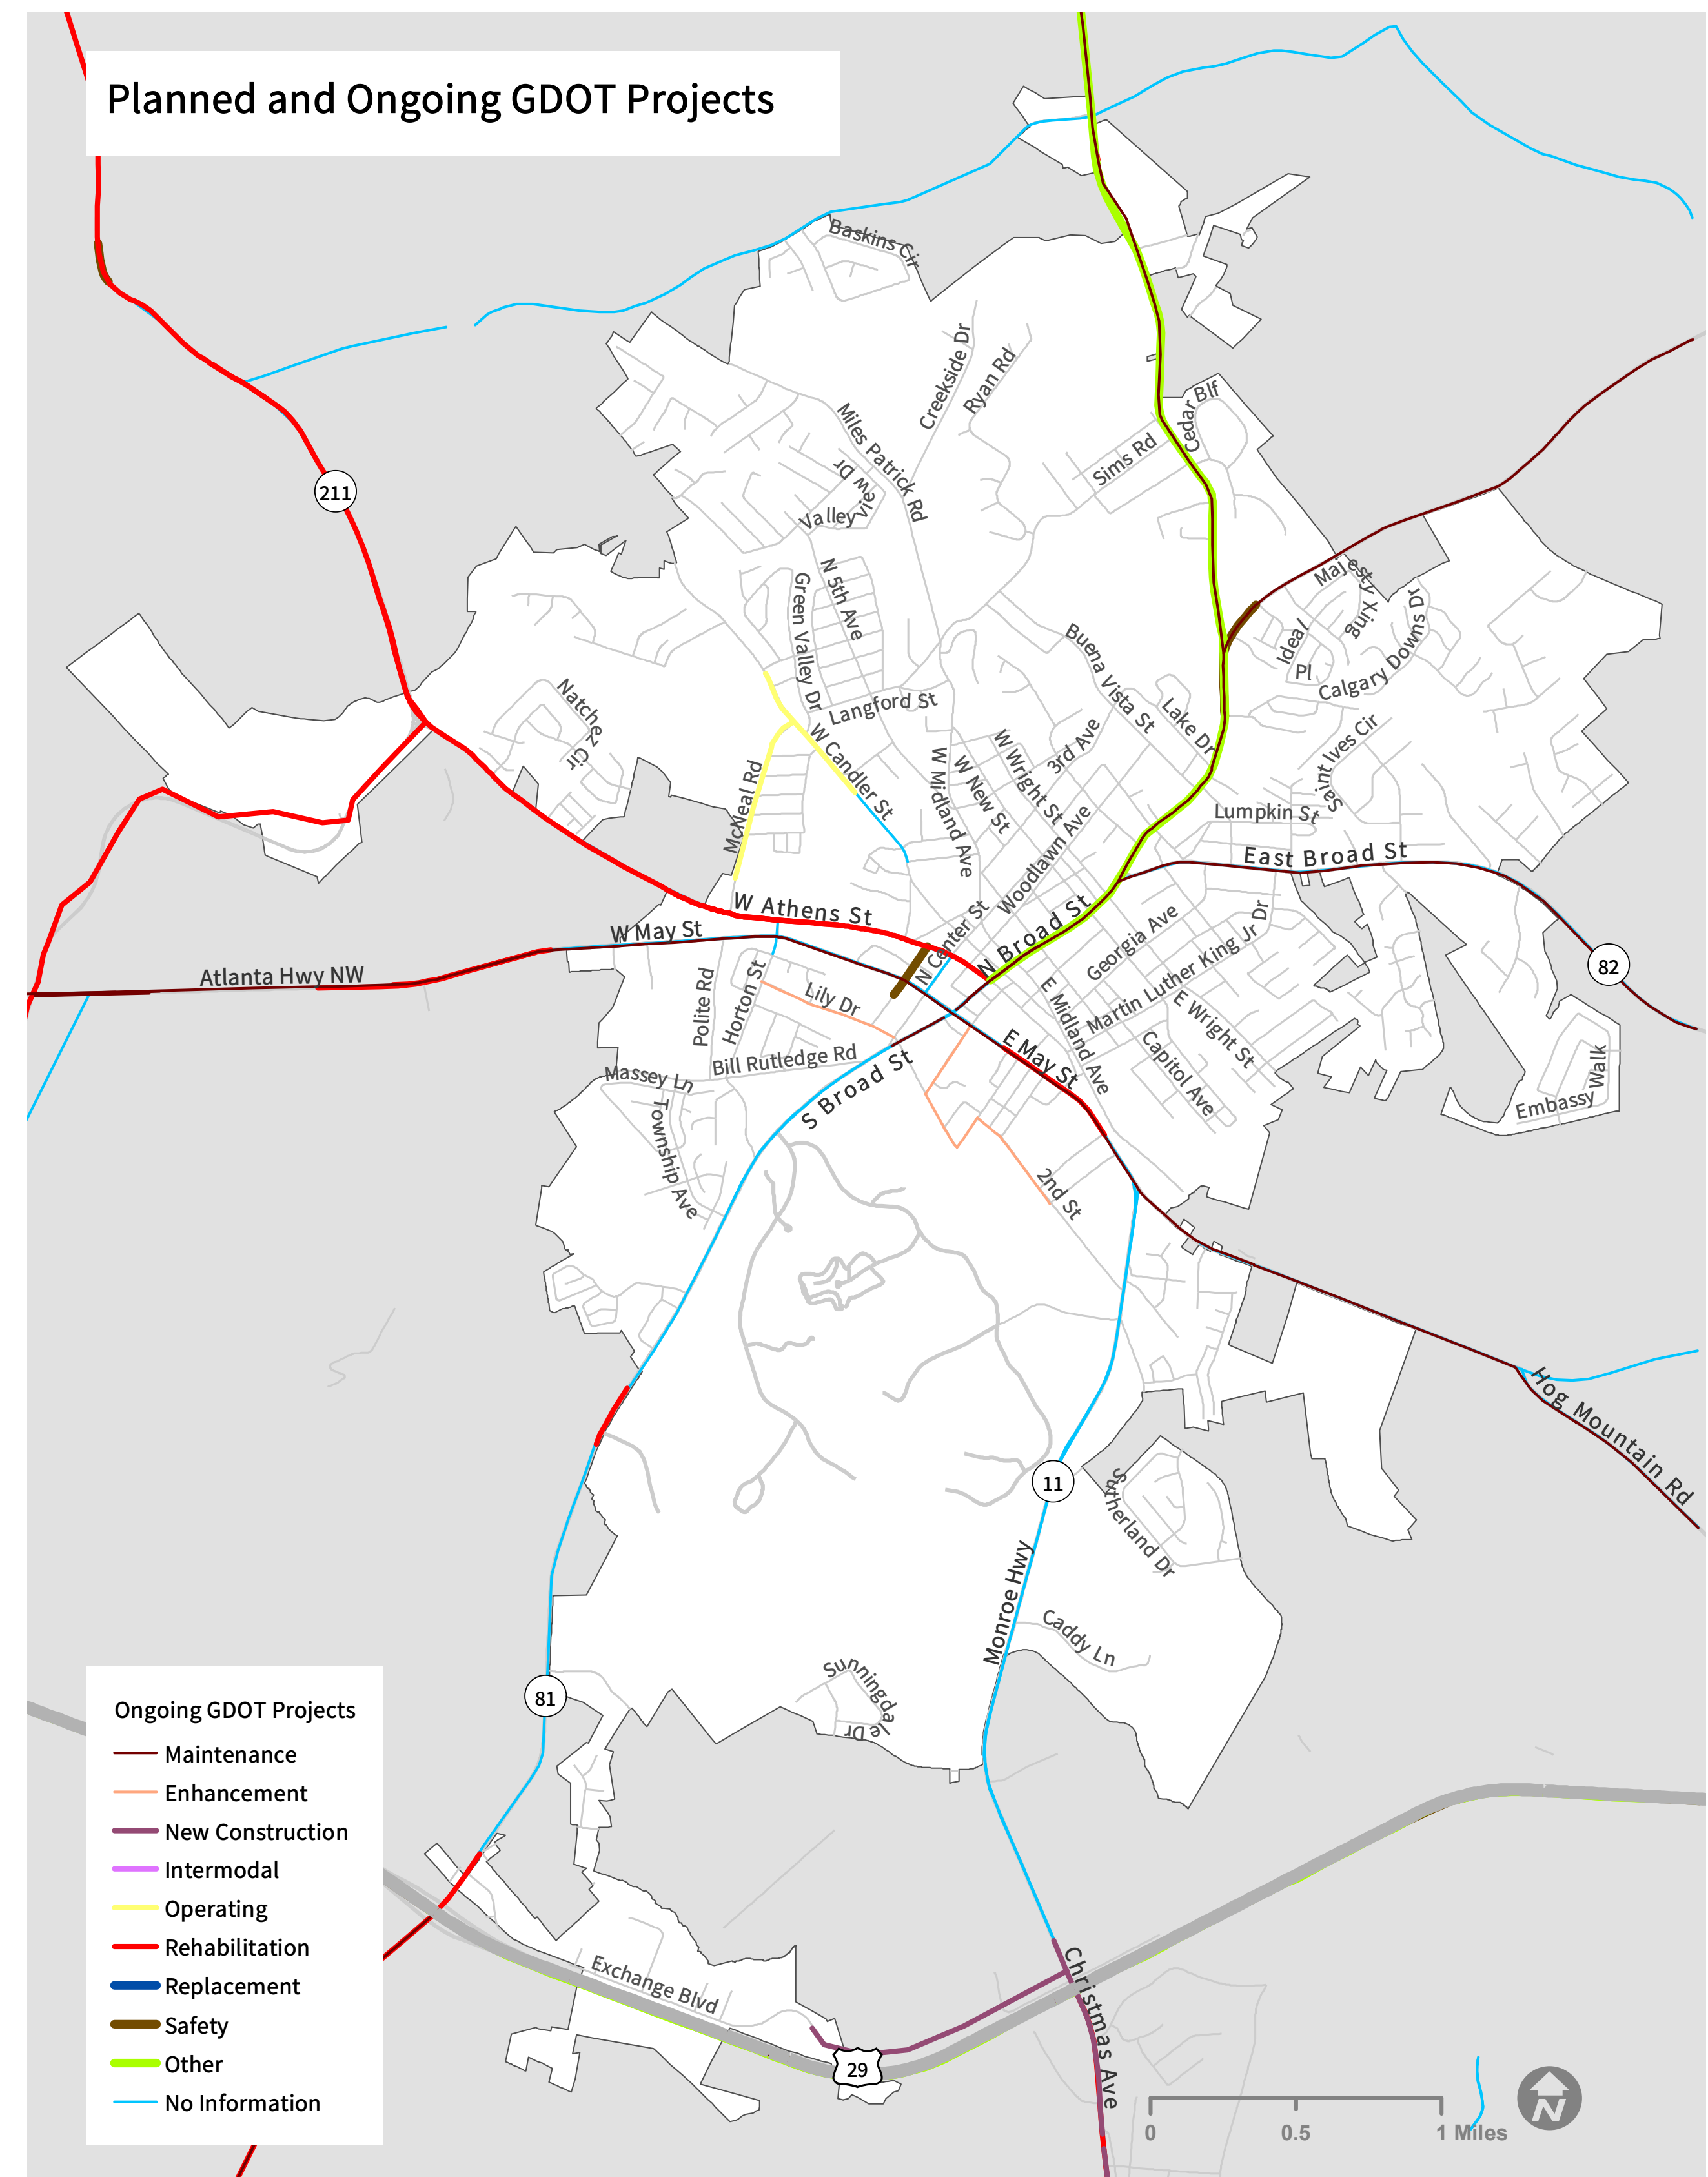 Planned and Ongoing GDOT Projects
Baskins Cir
Creekside Dr
Ryan Rd
Miles Patrick Rd
Cedar Blf
Sims Rd
211
Valleyview Dr
N 5th Ave
Green Valley Dr
Majesty
King
Ideal
Pl
Calgary Downs Dr
Buena Vista St
Lake Dr
Natchez Cir
Langford St
W Candler St
McNeal Rd
W Midland Ave
W New St
W Wright St
3rd Ave
Woodlawn Ave
Saint Ives Cir
Lumpkin St
East Broad St
W Athens St
W May St
Atlanta Hwy NW
N Center St
N Broad St
Georgia Ave
Martin Luther King Jr Dr
82
Polite Rd
Horton St
Lily Dr
Bill Rutledge Rd
Massey Ln
Township Ave
S Broad St
E May St
E Midland Ave
E Wright St
Capitol Ave
Embassy Walk
2nd St
Hog Mountain Rd
11
Sutherland Dr
Monroe Hwy
Caddy Ln
Sunningdale Dr
81
Exchange Blvd
29
Christmas Ave
Ongoing GDOT Projects
Maintenance
Enhancement
New Construction
Intermodal
Operating
Rehabilitation
Replacement
Safety
Other
No Information
0 0.5 1 Miles
N